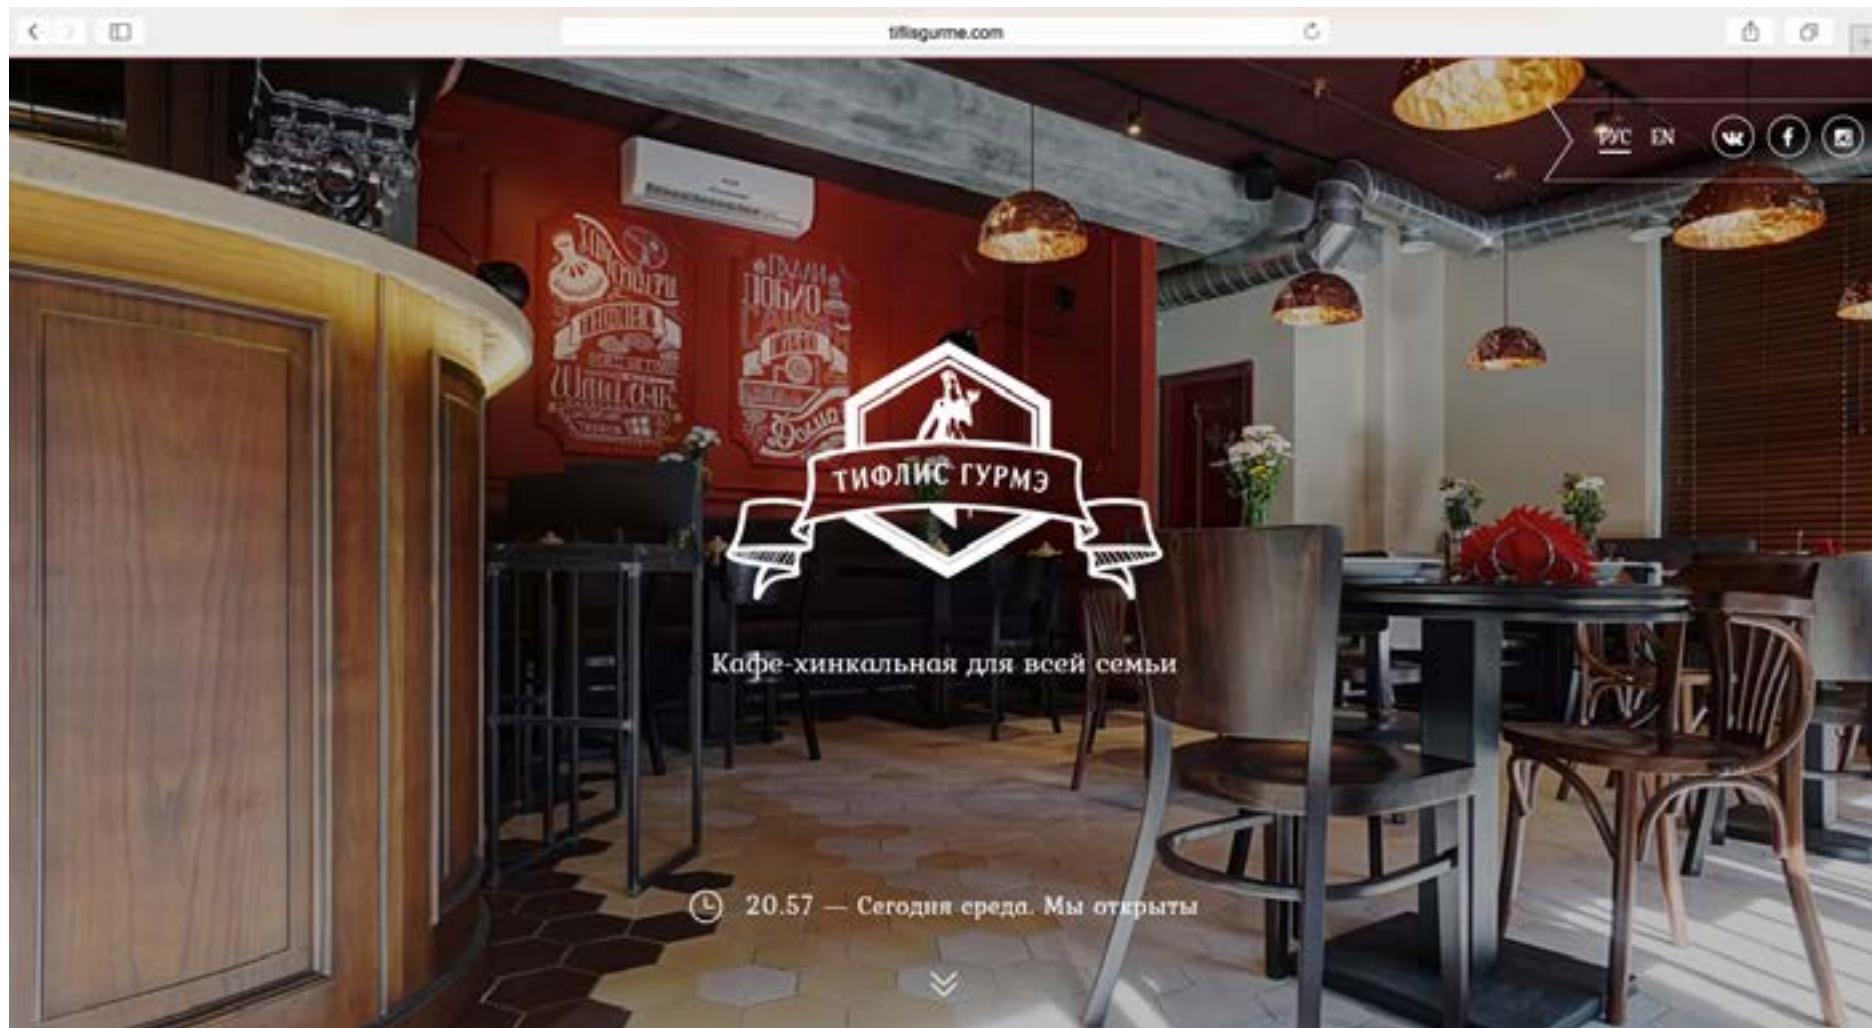 tiflisgurme.com
РУС EN
ТИФЛИС ГУРМЭ
Кафе-хинкальная для всей семьи
20.57 — Сегодня среда. Мы открыты